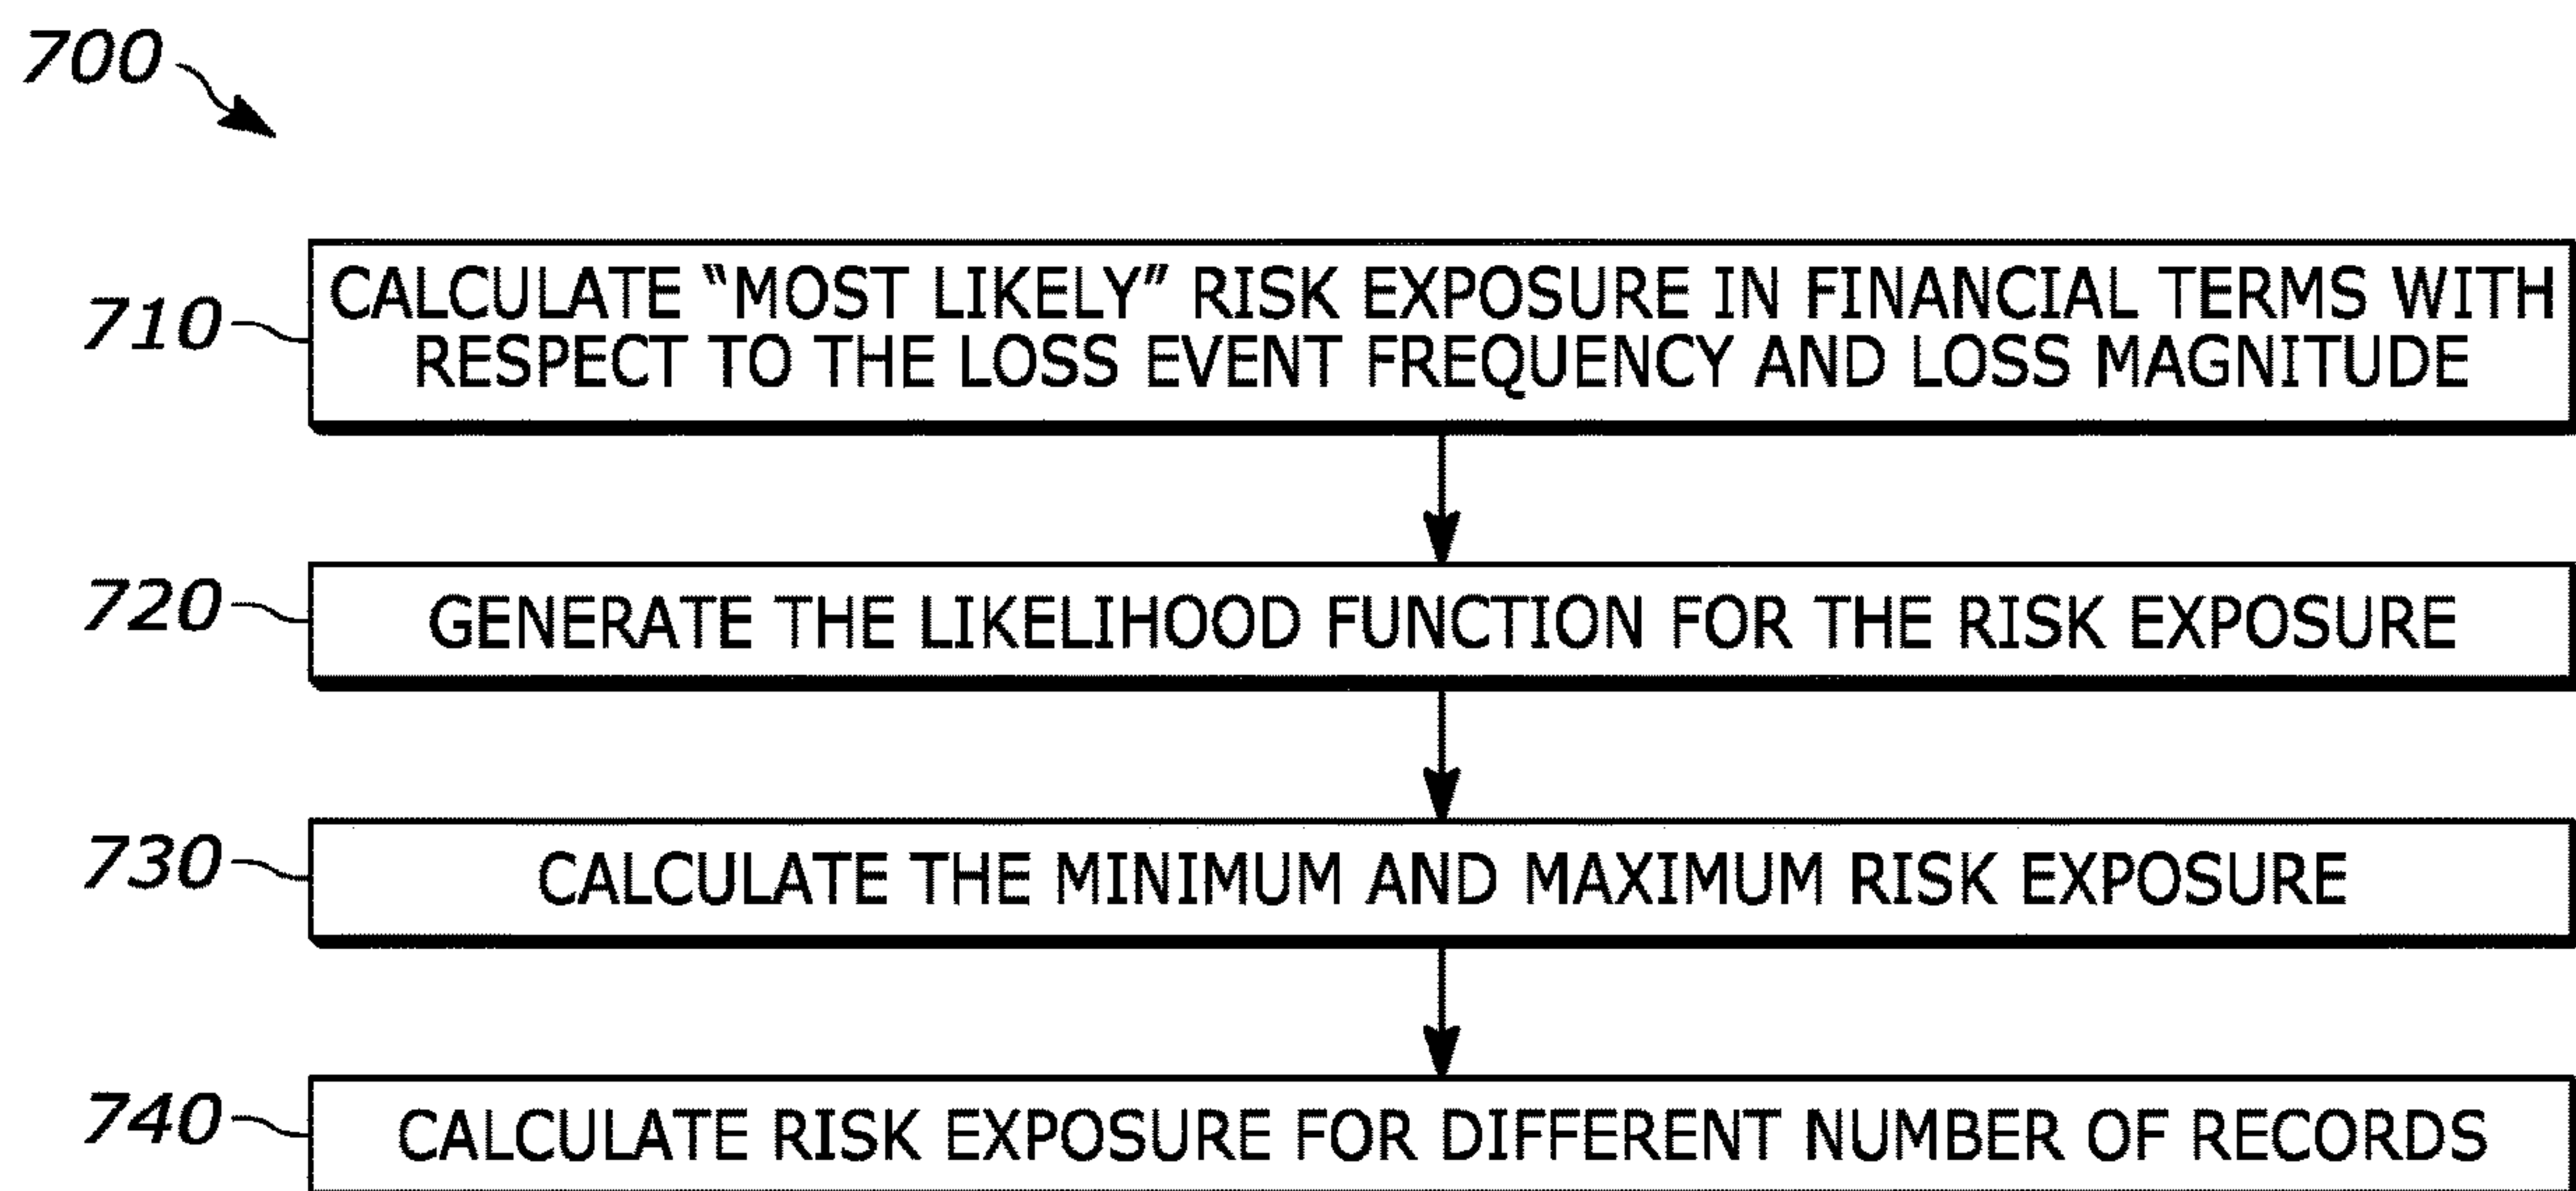 700
710
CALCULATE “MOST LIKELY” RISK EXPOSURE IN FINANCIAL TERMS WITH
RESPECT TO THE LOSS EVENT FREQUENCY AND LOSS MAGNITUDE
720
GENERATE THE LIKELIHOOD FUNCTION FOR THE RISK EXPOSURE
730
CALCULATE THE MINIMUM AND MAXIMUM RISK EXPOSURE
740
CALCULATE RISK EXPOSURE FOR DIFFERENT NUMBER OF RECORDS